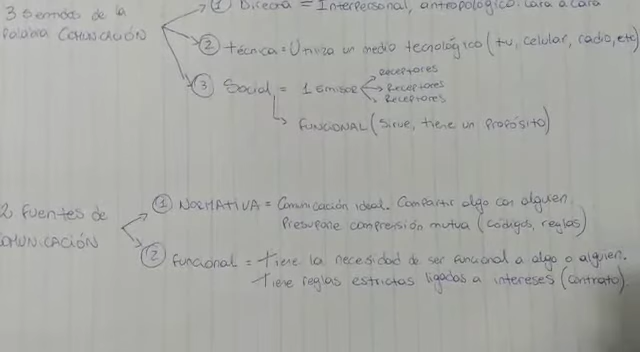 3 Sentidos de la
palabra COMUNICACIÓN
① Directa = Interpersonal, antropológico. Cara a cara
② técnica = Utiliza un medio tecnológico (tv, celular, radio, etc)
③ Social = 1 Emisor
Receptores
Receptores
Receptores
FUNCIONAL (Sirve, tiene un propósito)
2 Fuentes de
COMUNICACIÓN
① NORMATIVA = Comunicación ideal. Compartir algo con alguien.
Presupone compresión mutua (códigos, reglas)
② Funcional = tiene la necesidad de ser funcional a algo o alguien.
tiene reglas estrictas ligadas a intereses (contrato)